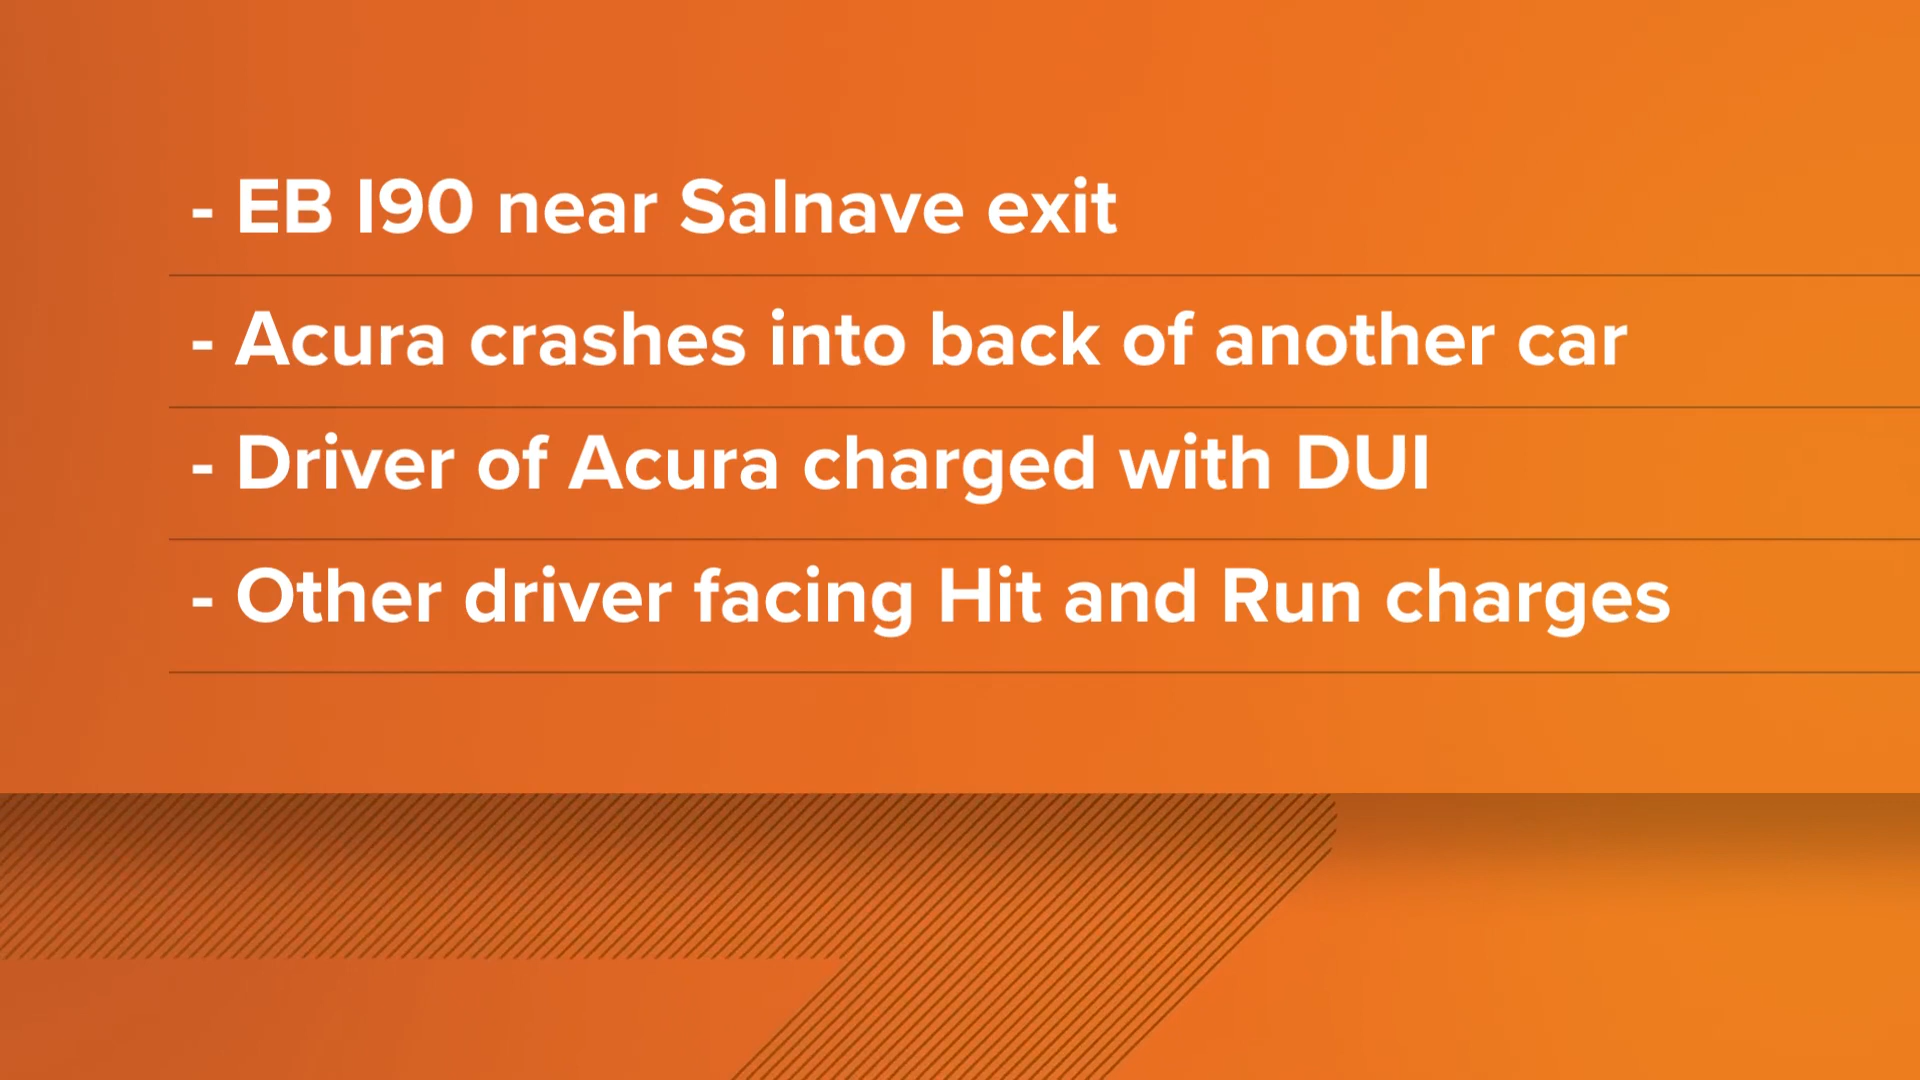 - EB I90 near Salnave exit
- Acura crashes into back of another car
- Driver of Acura charged with DUI
- Other driver facing Hit and Run charges